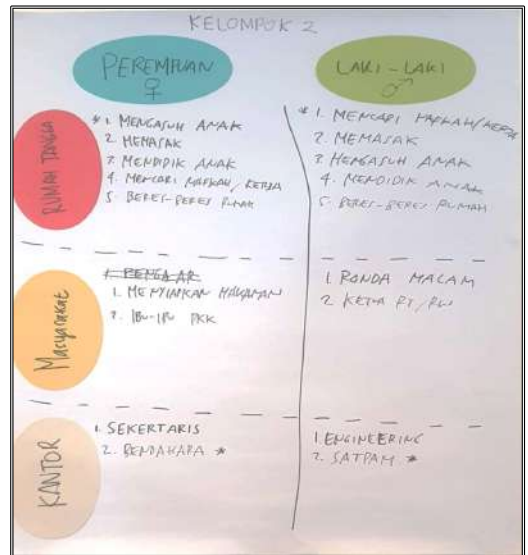 KELOMPOK 2
PEREMPUAN
♀
LAKI-LAKI
♂
RUMAH TANGGA
* 1. MENGASUH ANAK
2. MEMASAK
3. MENDIDIK ANAK
4. MENCARI NAFKAH / KERJA
5. BERES-BERES RUMAH
* 1. MENCARI NAFKAH/KERJA
2. MEMASAK
3. MENGASUH ANAK
4. MENDIDIK ANAK
5. BERES-BERES RUMAH
Masyarakat
1. MENYIAPKAN MAKANAN
2. IBU-IBU PKK
1. RONDA MALAM
2. KETUA RT/RW
KANTOR
1. SEKERTARIS
2. BENDAHARA *
1. ENGINEERING
2. SATPAM *